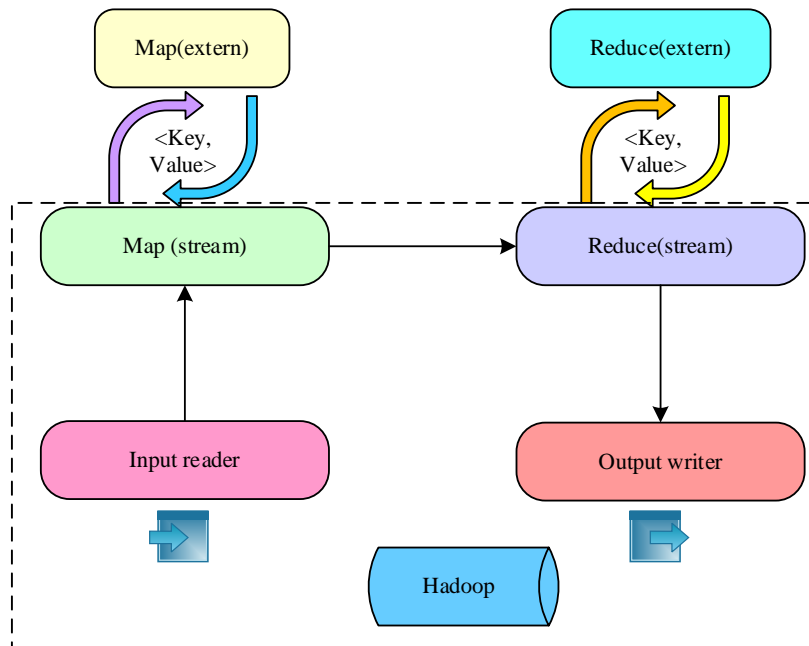 Map(extern)
Reduce(extern)
<Key,
Value>
<Key,
Value>
Map (stream)
Reduce(stream)
Input reader
Output writer
Hadoop